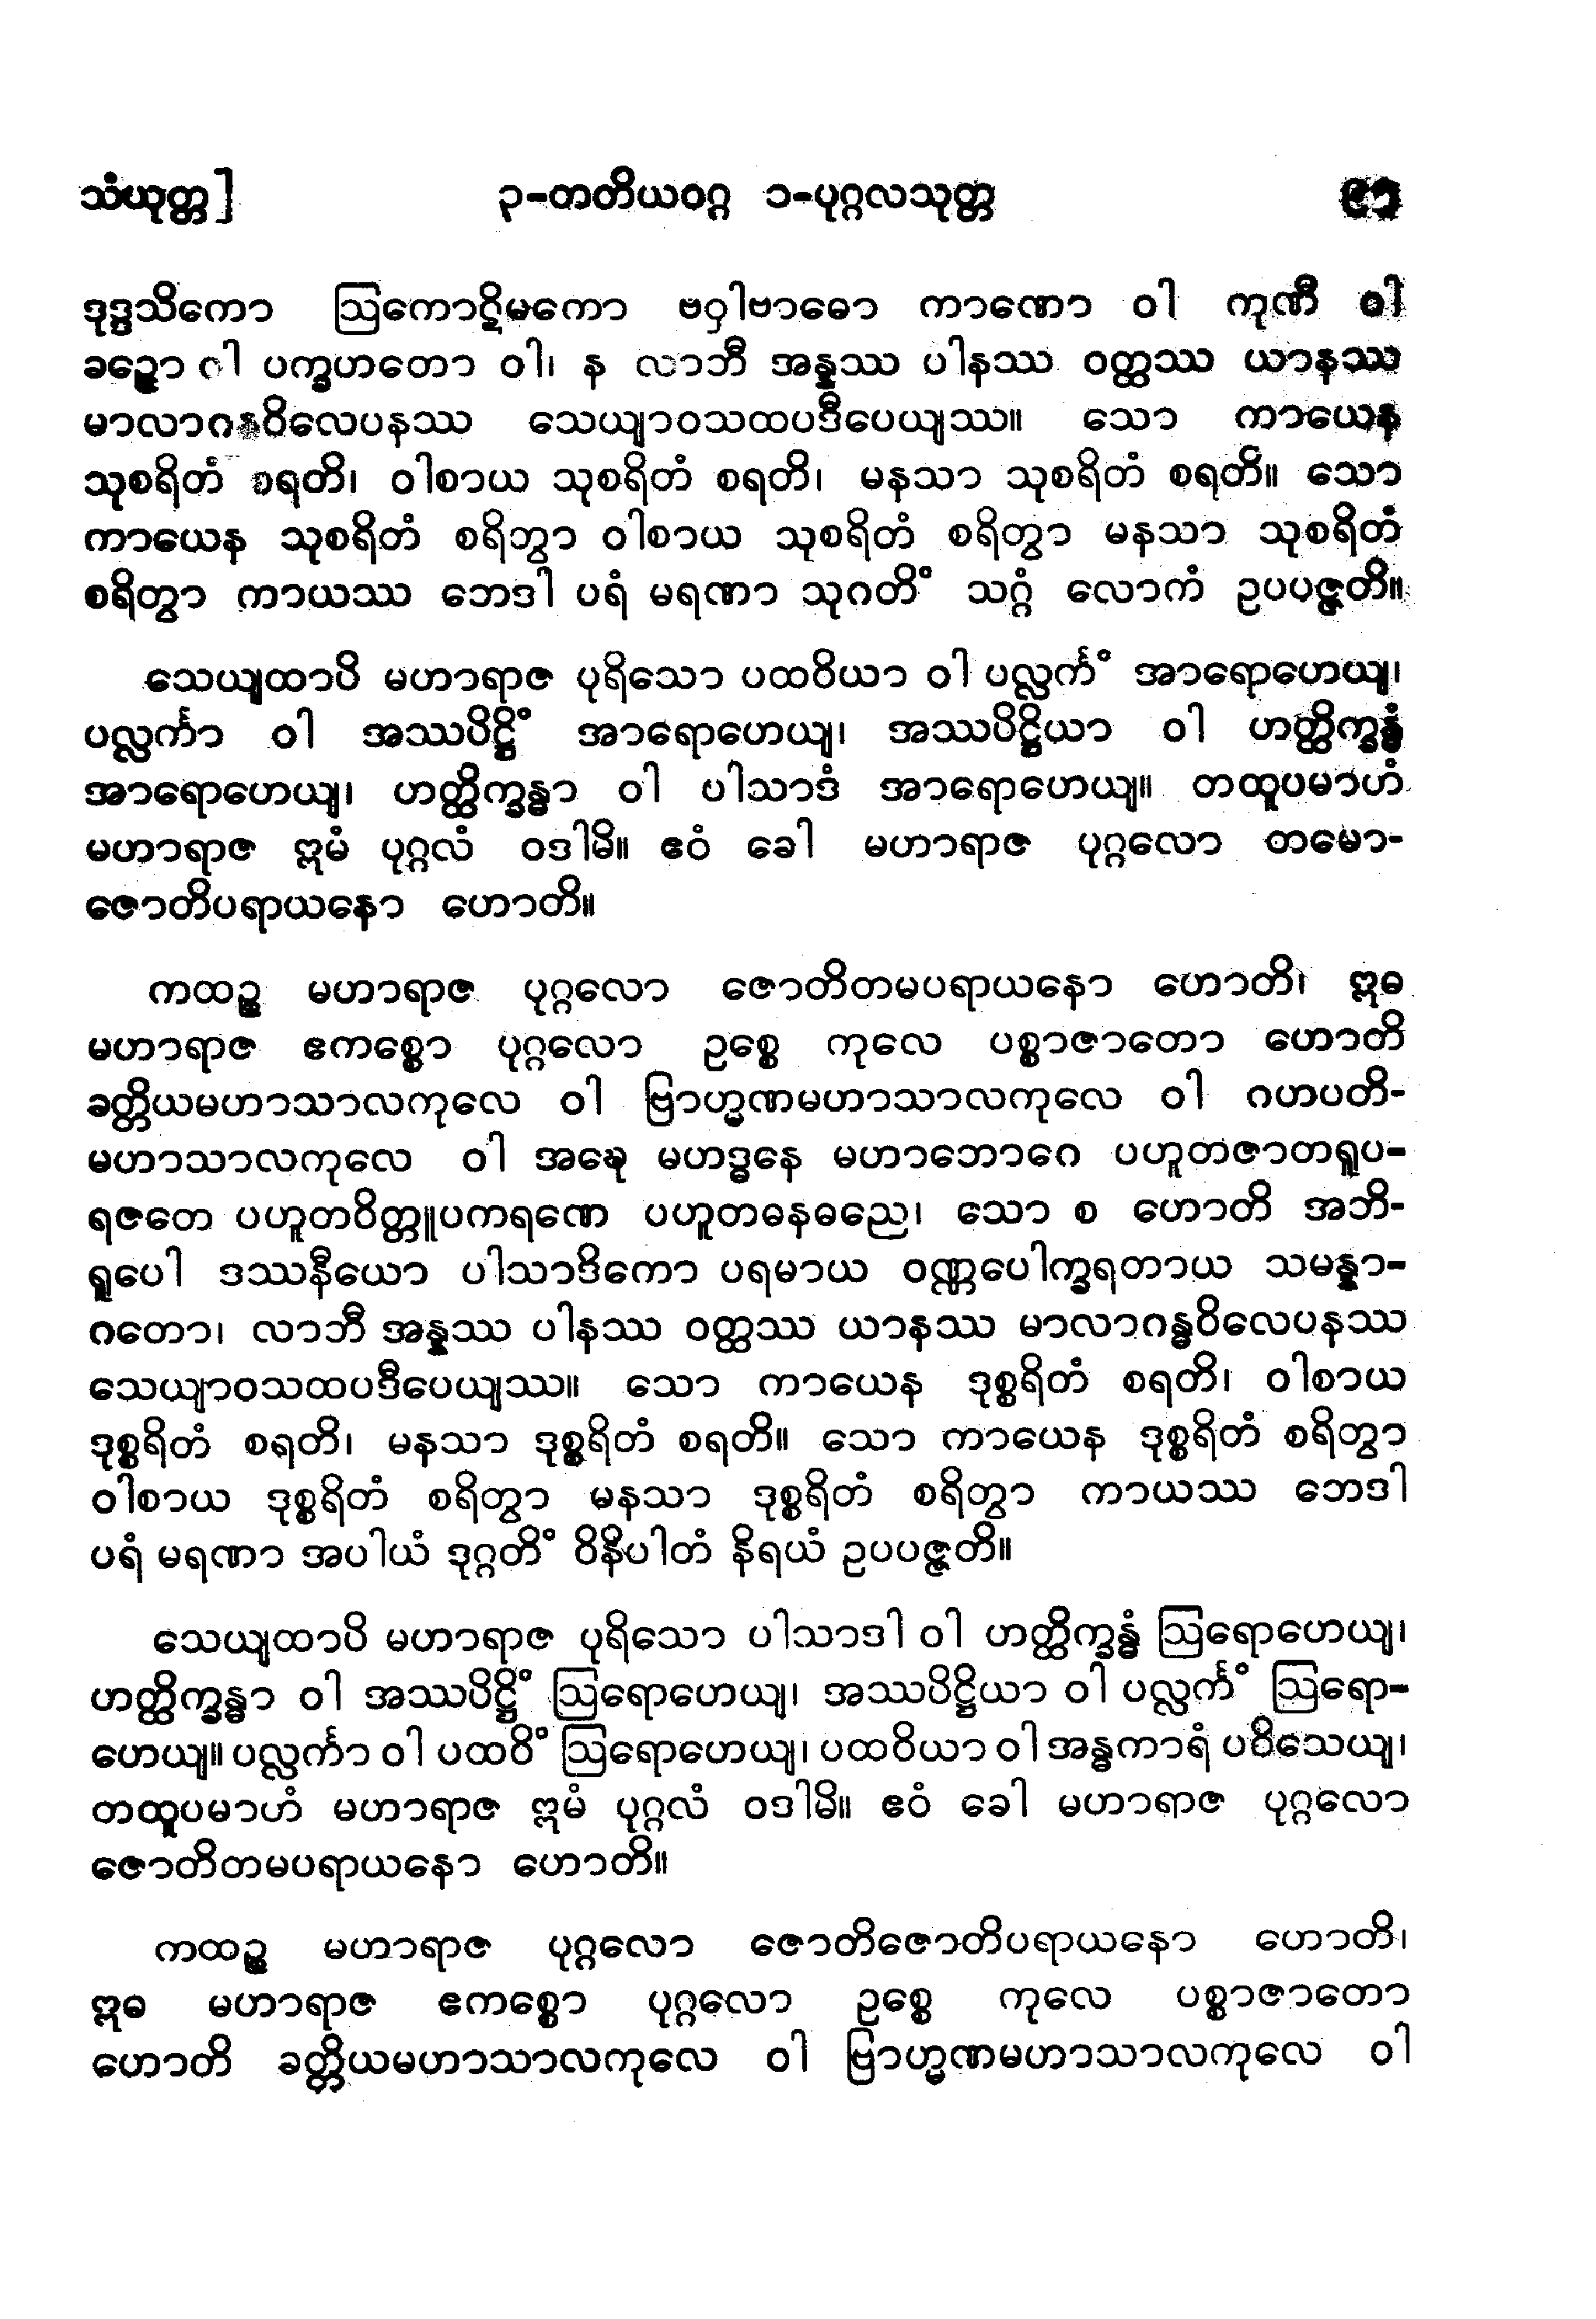 သံယုတ္တ]   ၃-တတိယဝဂ္ဂ ၁-ပုဂ္ဂလသုတ္တ   ၉၁
ဒုဒ္ဒသိကော ဩကောဋိမကော ဗဝှါဗာဓော ကာဏော ဝါ ကုဏီ ဝါ
ခဉ္ဇော ဝါ ပက္ခဟတော ဝါ၊ န လာဘီ အန္နဿ ပါနဿ ဝတ္ထဿ ယာနဿ
မာလာဂန္ဓဝိလေပနဿ သေယျာဝသထပဒီပေယျဿ။ သော ကာယေန
သုစရိတံ စရတိ၊ ဝါစာယ သုစရိတံ စရတိ၊ မနသာ သုစရိတံ စရတိ။ သော
ကာယေန သုစရိတံ စရိတွာ ဝါစာယ သုစရိတံ စရိတွာ မနသာ သုစရိတံ
စရိတွာ ကာယဿ ဘေဒါ ပရံ မရဏာ သုဂတိံ သဂ္ဂံ လောကံ ဥပပဇ္ဇတိ။
သေယျထာပိ မဟာရာဇ ပုရိသော ပထဝိယာ ဝါ ပလ္လင်္ကံ အာရောဟေယျ၊
ပလ္လင်္ကာ ဝါ အဿပိဋ္ဌိံ အာရောဟေယျ၊ အဿပိဋ္ဌိယာ ဝါ ဟတ္ထိက္ခန္ဓံ
အာရောဟေယျ၊ ဟတ္ထိက္ခန္ဓာ ဝါ ပါသာဒံ အာရောဟေယျ။ တထူပမာဟံ
မဟာရာဇ ဣမံ ပုဂ္ဂလံ ဝဒါမိ။ ဧဝံ ခေါ မဟာရာဇ ပုဂ္ဂလော တမော-
ဇောတိပရာယနော ဟောတိ။
ကထဉ္စ မဟာရာဇ ပုဂ္ဂလော ဇောတိတမပရာယနော ဟောတိ၊ ဣဓ
မဟာရာဇ ဧကစ္စော ပုဂ္ဂလော ဥစ္စေ ကုလေ ပစ္စာဇာတော ဟောတိ
ခတ္တိယမဟာသာလကုလေ ဝါ ဗြာဟ္မဏမဟာသာလကုလေ ဝါ ဂဟပတိ-
မဟာသာလကုလေ ဝါ အဍ္ဎေ မဟဒ္ဓနေ မဟာဘောဂေ ပဟူတဇာတရူပ-
ရဇတေ ပဟူတဝိတ္တူပကရဏေ ပဟူတဓနဓညေ၊ သော စ ဟောတိ အဘိ-
ရူပေါ ဒဿနီယော ပါသာဒိကော ပရမာယ ဝဏ္ဏပေါက္ခရတာယ သမန္နာ-
ဂတော၊ လာဘီ အန္နဿ ပါနဿ ဝတ္ထဿ ယာနဿ မာလာဂန္ဓဝိလေပနဿ
သေယျာဝသထပဒီပေယျဿ။ သော ကာယေန ဒုစ္စရိတံ စရတိ၊ ဝါစာယ
ဒုစ္စရိတံ စရတိ၊ မနသာ ဒုစ္စရိတံ စရတိ။ သော ကာယေန ဒုစ္စရိတံ စရိတွာ
ဝါစာယ ဒုစ္စရိတံ စရိတွာ မနသာ ဒုစ္စရိတံ စရိတွာ ကာယဿ ဘေဒါ
ပရံ မရဏာ အပါယံ ဒုဂ္ဂတိံ ဝိနိပါတံ နိရယံ ဥပပဇ္ဇတိ။
သေယျထာပိ မဟာရာဇ ပုရိသော ပါသာဒါ ဝါ ဟတ္ထိက္ခန္ဓံ ဩရောဟေယျ၊
ဟတ္ထိက္ခန္ဓာ ဝါ အဿပိဋ္ဌိံ ဩရောဟေယျ၊ အဿပိဋ္ဌိယာ ဝါ ပလ္လင်္ကံ ဩရော-
ဟေယျ။ ပလ္လင်္ကာ ဝါ ပထဝိံ ဩရောဟေယျ၊ ပထဝိယာ ဝါ အန္ဓကာရံ ပဝိသေယျ၊
တထူပမာဟံ မဟာရာဇ ဣမံ ပုဂ္ဂလံ ဝဒါမိ။ ဧဝံ ခေါ မဟာရာဇ ပုဂ္ဂလော
ဇောတိတမပရာယနော ဟောတိ။
ကထဉ္စ မဟာရာဇ ပုဂ္ဂလော ဇောတိဇောတိပရာယနော ဟောတိ၊
ဣဓ မဟာရာဇ ဧကစ္စော ပုဂ္ဂလော ဥစ္စေ ကုလေ ပစ္စာဇာတော
ဟောတိ ခတ္တိယမဟာသာလကုလေ ဝါ ဗြာဟ္မဏမဟာသာလကုလေ ဝါ